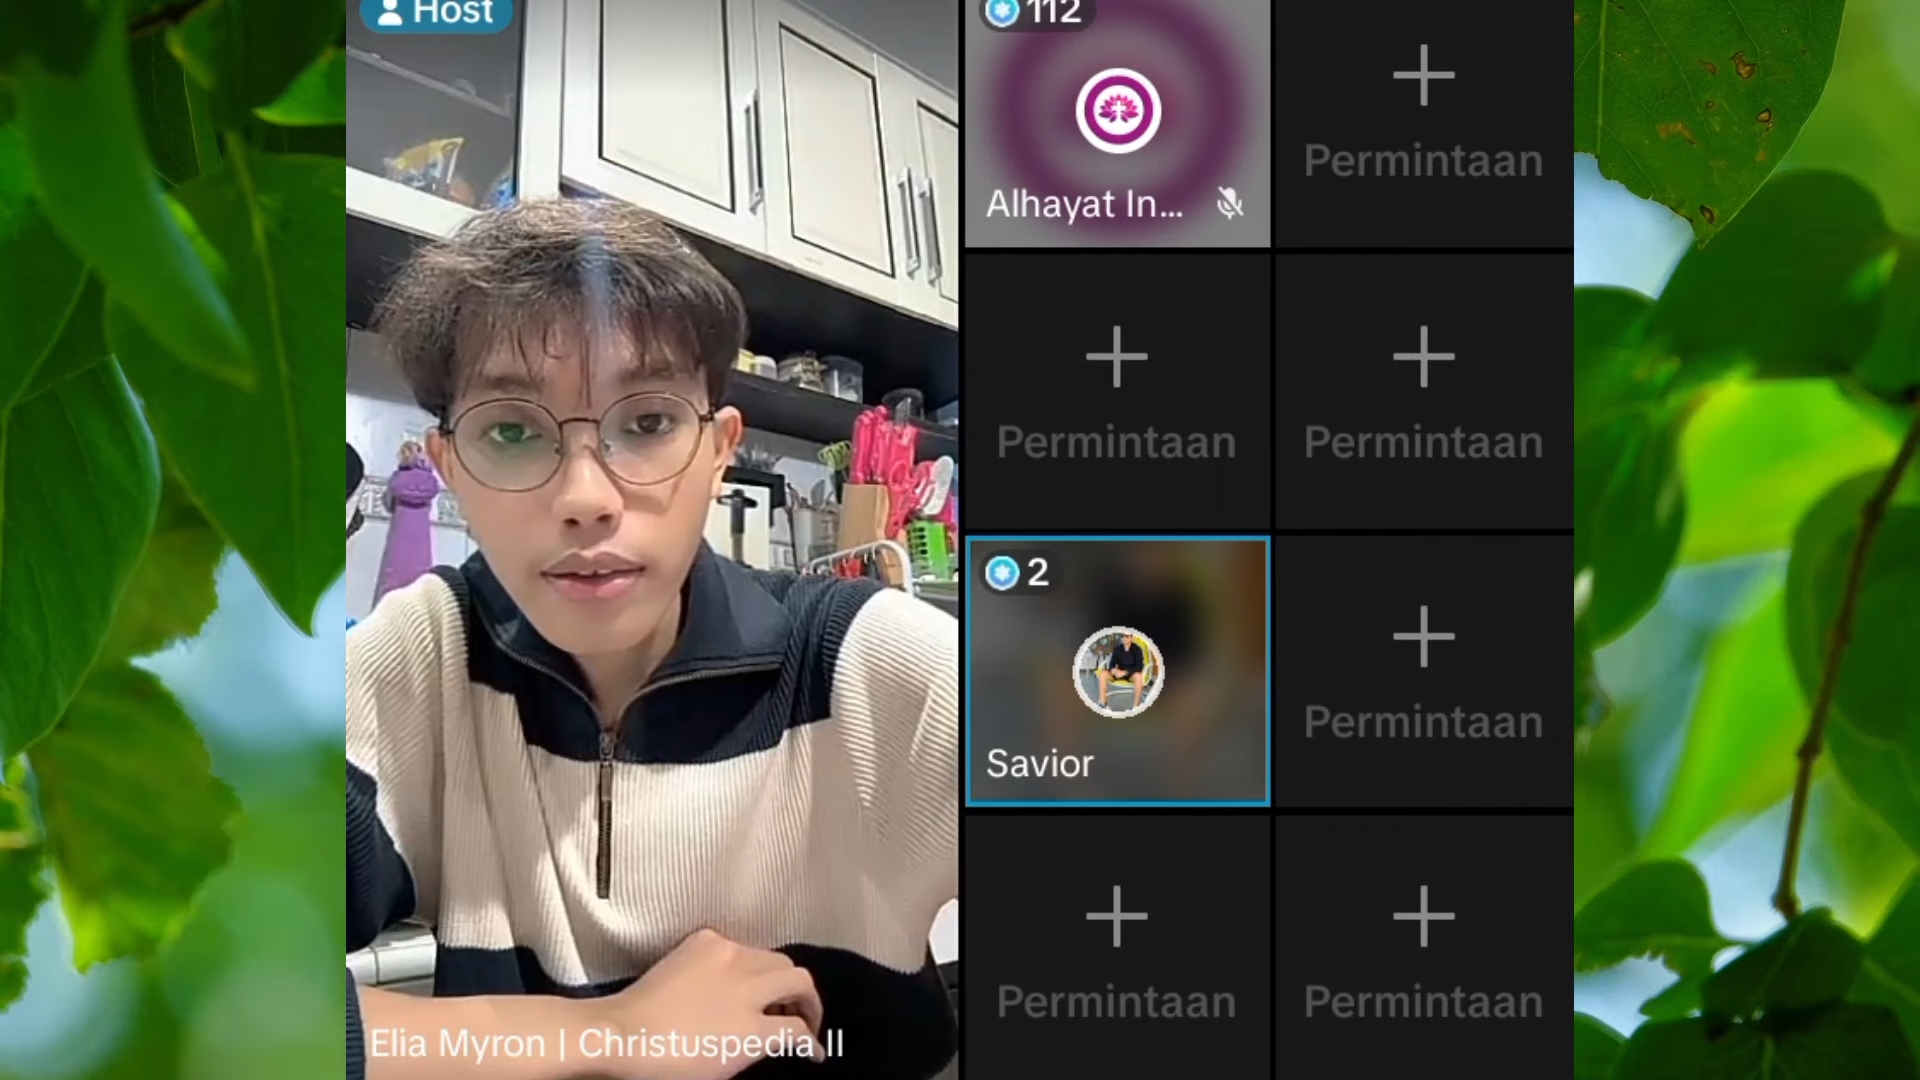 Host
112
Alhayat In...
Permintaan
Permintaan
Permintaan
2
Savior
Permintaan
Permintaan
Permintaan
Elia Myron | Christuspedia II